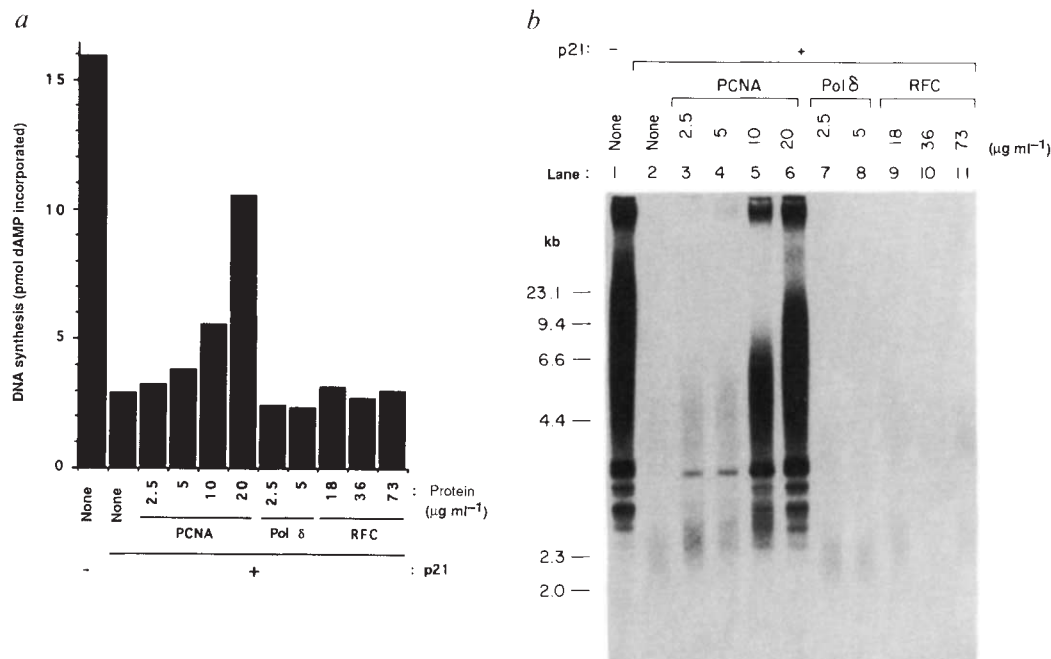 a
DNA synthesis (pmol dAMP incorporated)
15
10
5
0
None
None
2.5
5
10
20
2.5
5
18
36
73
: Protein
(µg ml⁻¹)
PCNA
Pol δ
RFC
-
+
: p21
b
p21: - +
PCNA Pol δ RFC
None None 2.5 5 10 20 2.5 5 18 36 73 (µg ml⁻¹)
Lane : 1 2 3 4 5 6 7 8 9 10 11
kb
23.1
9.4
6.6
4.4
2.3
2.0